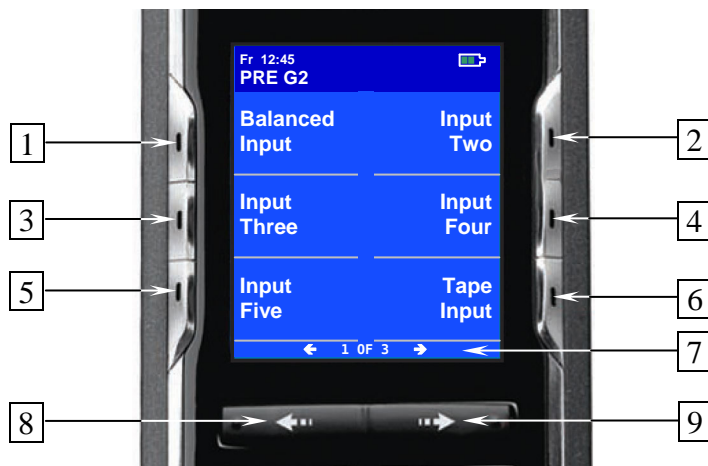 Fr 12:45
PRE G2
Balanced Input
Input Two
Input Three
Input Four
Input Five
Tape Input
← 1 OF 3 →
1
2
3
4
5
6
7
8
9